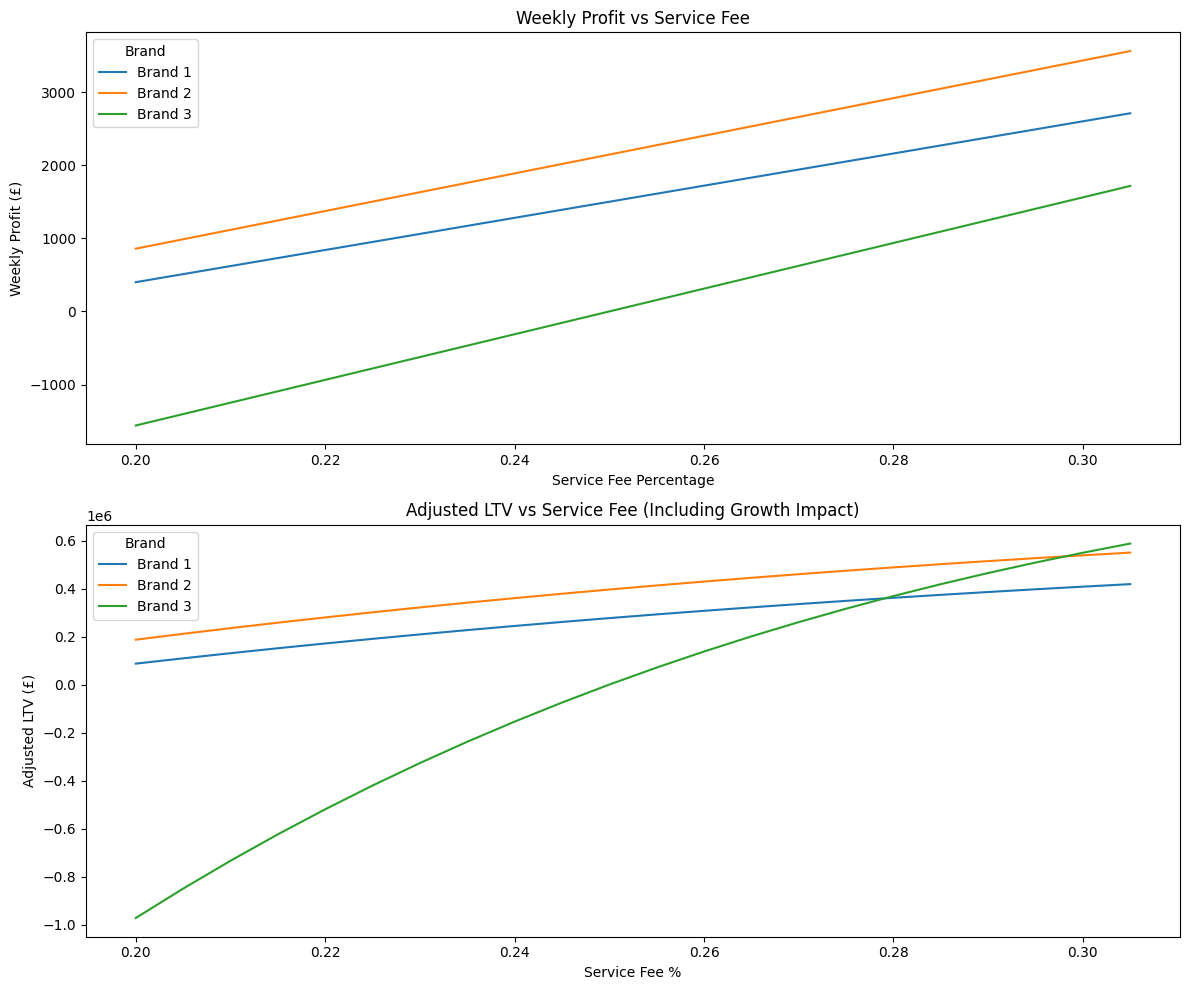 Weekly Profit vs Service Fee
Brand
Brand 1
Brand 2
Brand 3
3000
2000
1000
0
−1000
Weekly Profit (£)
0.20 0.22 0.24 0.26 0.28 0.30
Service Fee Percentage
Adjusted LTV vs Service Fee (Including Growth Impact)
1e6
Brand
Brand 1
Brand 2
Brand 3
0.6
0.4
0.2
0.0
−0.2
−0.4
−0.6
−0.8
−1.0
Adjusted LTV (£)
0.20 0.22 0.24 0.26 0.28 0.30
Service Fee %